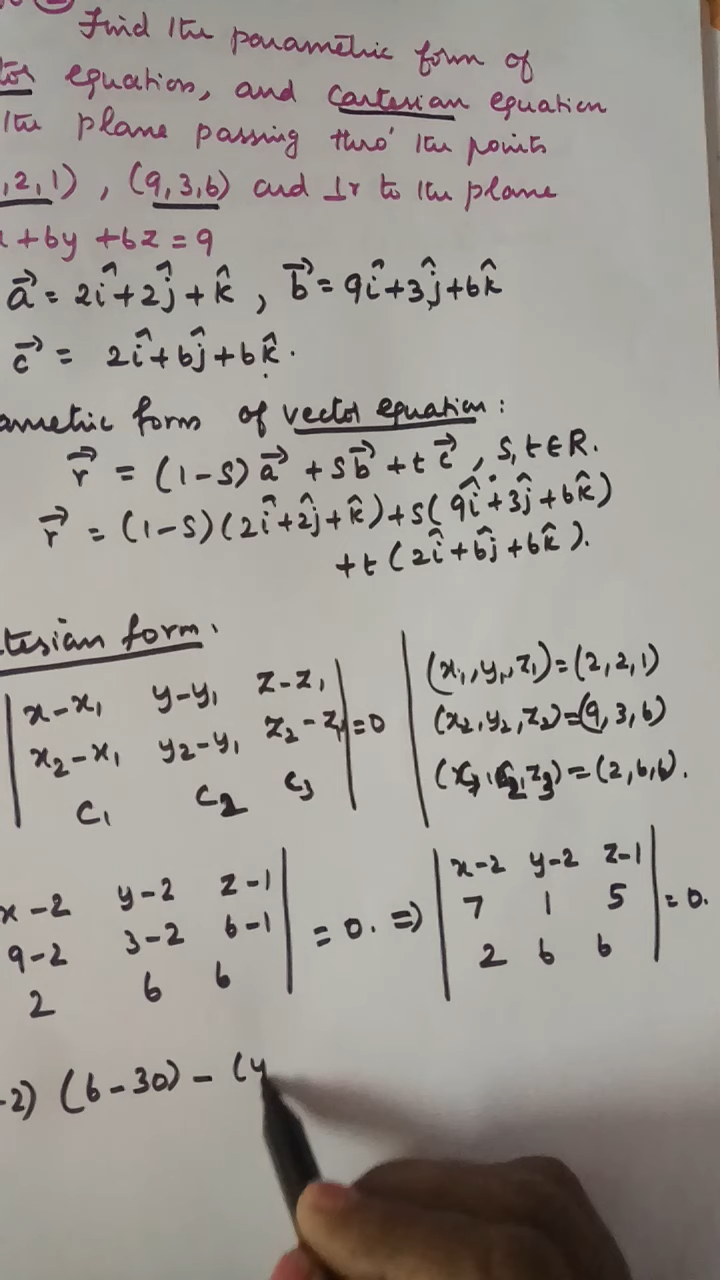 Find the parametric form of
tor equation, and Cartesian equation
the plane passing thro' the points
,2,1) , (9,3,6) and ⊥r to the plane
x + 6y + 6z = 9
a⃗ = 2î + 2ĵ + k̂ , b⃗ = 9î + 3ĵ + 6k̂
c⃗ = 2î + 6ĵ + 6k̂.
ametric form of vector equation :
r⃗ = (1-s) a⃗ + s b⃗ + t c⃗ , s, t ∈ R.
r⃗ = (1-s)(2î + 2ĵ + k̂) + s(9î + 3ĵ + 6k̂)
+ t (2î + 6ĵ + 6k̂).
tesian form.
| x-x₁ y-y₁ z-z₁ |
| x₂-x₁ y₂-y₁ z₂-z₁ | = 0
| c₁ c₂ c₃ |
(x₁, y₁, z₁) = (2, 2, 1)
(x₂, y₂, z₂) = (9, 3, 6)
= (2, 6, 6).
x-2 y-2 z-1 |
9-2 3-2 6-1 | = 0. ⇒
2 6 6 |
| x-2 y-2 z-1 |
| 7 1 5 | = 0.
| 2 6 6 |
-2) (6-30) - (y